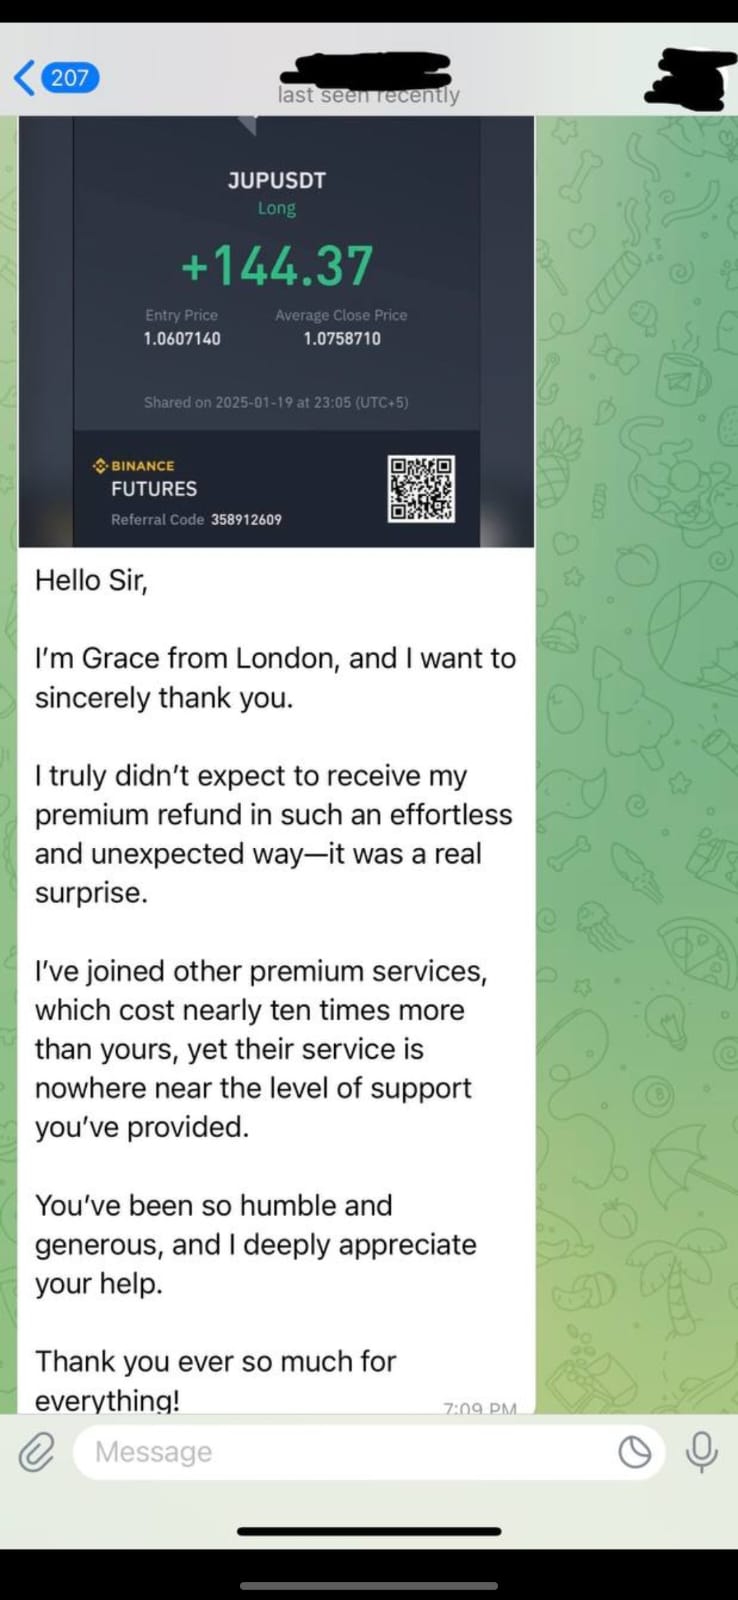 207
last seen recently
JUPUSDT
Long
+144.37
Entry Price Average Close Price
1.0607140 1.0758710
Shared on 2025-01-19 at 23:05 (UTC+5)
BINANCE
FUTURES
Referral Code 358912609
Hello Sir,
I’m Grace from London, and I want to
sincerely thank you.
I truly didn’t expect to receive my
premium refund in such an effortless
and unexpected way—it was a real
surprise.
I’ve joined other premium services,
which cost nearly ten times more
than yours, yet their service is
nowhere near the level of support
you’ve provided.
You’ve been so humble and
generous, and I deeply appreciate
your help.
Thank you ever so much for
everything!
7:09 PM
Message